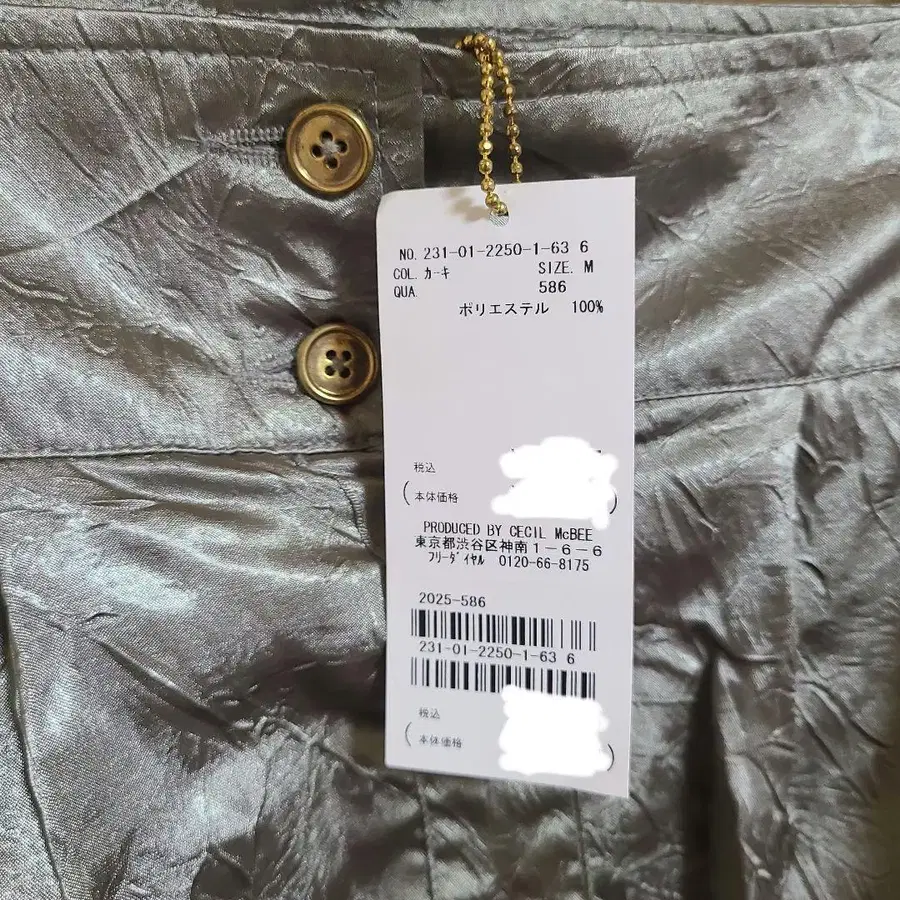 NO. 231-01-2250-1-63 6
COL. カーキ SIZE. M
QUA. 586
ポリエステル 100%
税込
(本体価格 )
PRODUCED BY CECIL McBEE
東京都渋谷区神南1-6-6
フリーダイヤル 0120-66-8175
2025-586
231-01-2250-1-63 6
税込
(本体価格 )